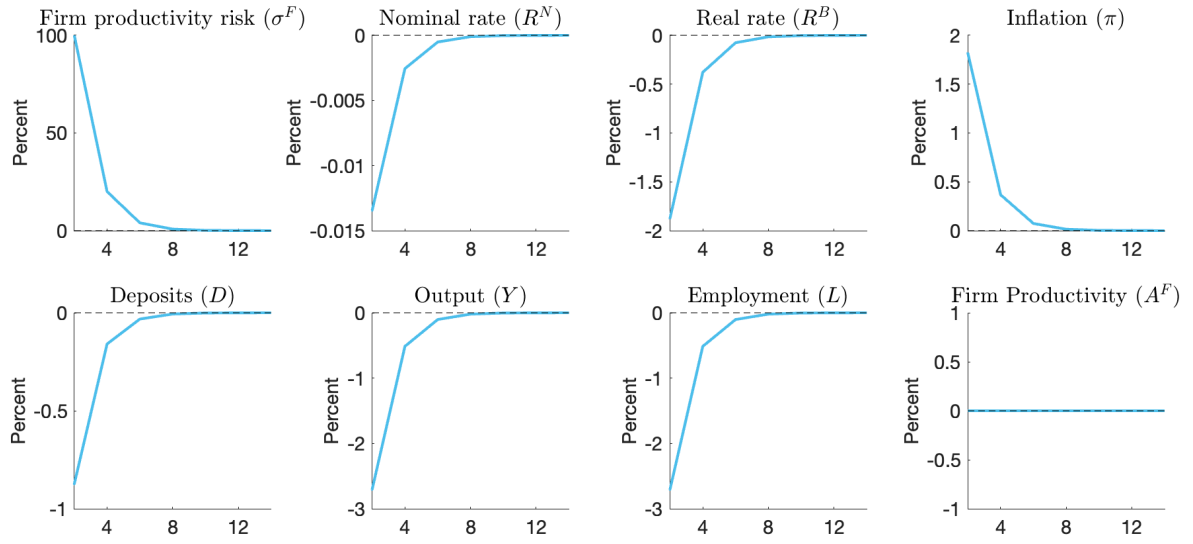 Firm productivity risk (σ^F)
Nominal rate (R^N)
Real rate (R^B)
Inflation (π)
Percent
100
50
0
4 8 12
Percent
0
-0.005
-0.01
-0.015
4 8 12
Percent
0
-0.5
-1
-1.5
-2
4 8 12
Percent
2
1.5
1
0.5
0
4 8 12
Deposits (D)
Output (Y)
Employment (L)
Firm Productivity (A^F)
Percent
0
-0.5
-1
4 8 12
Percent
0
-1
-2
-3
4 8 12
Percent
0
-1
-2
-3
4 8 12
Percent
1
0.5
0
-0.5
-1
4 8 12